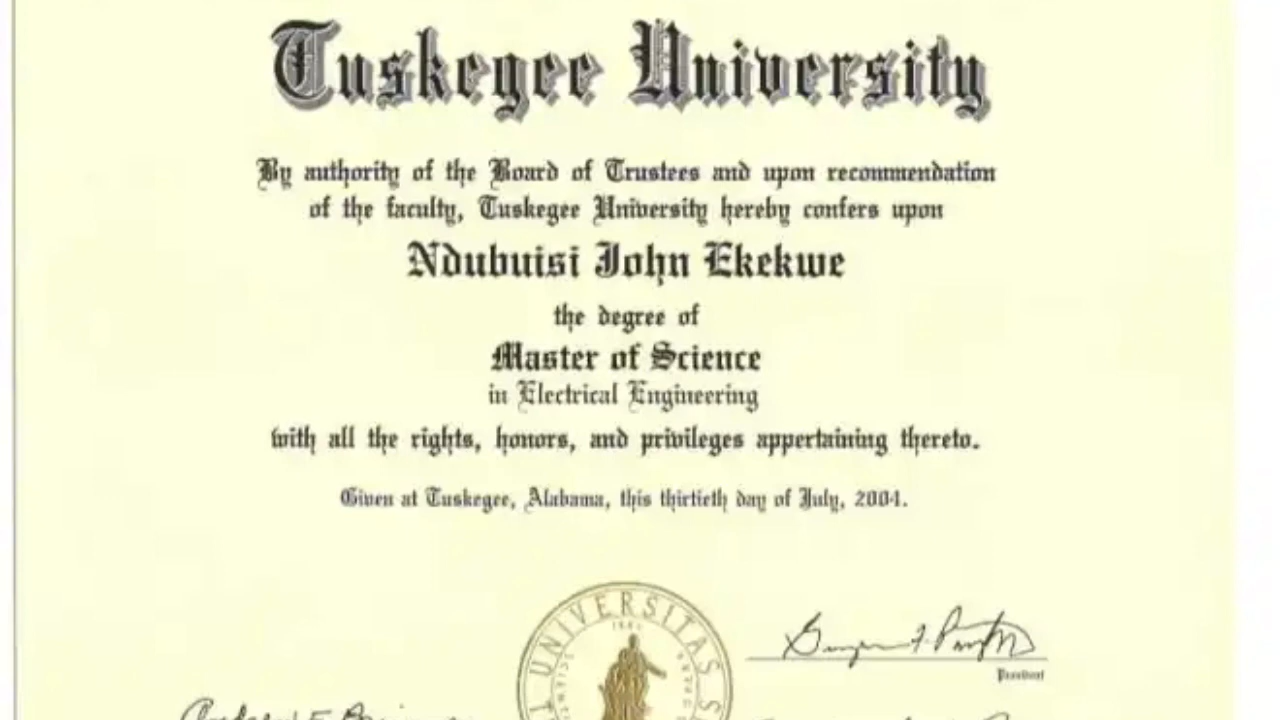 Tuskegee University
By authority of the Board of Trustees and upon recommendation
of the faculty, Tuskegee University hereby confers upon
Ndubuisi John Ekekwe
the degree of
Master of Science
in Electrical Engineering
with all the rights, honors, and privileges appertaining thereto.
Given at Tuskegee, Alabama, this thirtieth day of July, 2004.
UNIVERSITAS
President